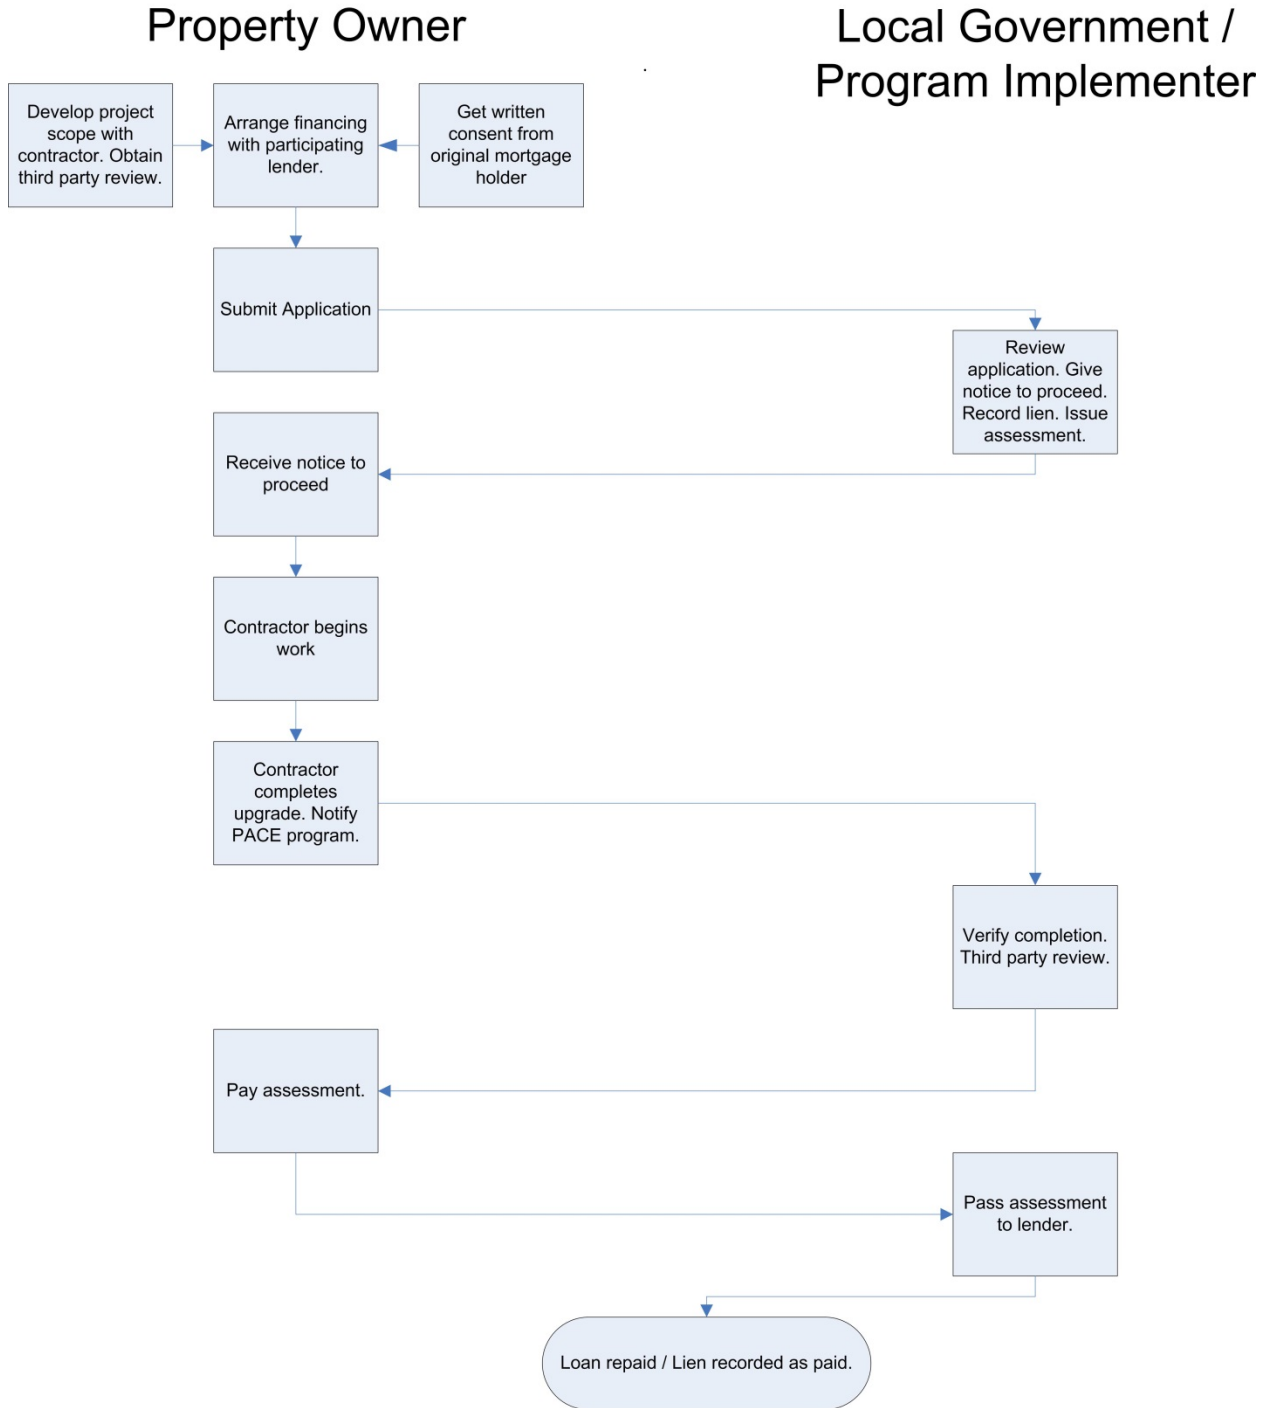 Property Owner
Local Government /
Program Implementer
Develop project
scope with
contractor. Obtain
third party review.
Arrange financing
with participating
lender.
Get written
consent from
original mortgage
holder
Submit Application
Review
application. Give
notice to proceed.
Record lien. Issue
assessment.
Receive notice to
proceed
Contractor begins
work
Contractor
completes
upgrade. Notify
PACE program.
Verify completion.
Third party review.
Pay assessment.
Pass assessment
to lender.
Loan repaid / Lien recorded as paid.